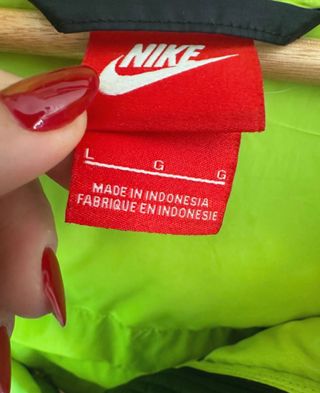 NIKE
L G G
MADE IN INDONESIA
FABRIQUE EN INDONESIE